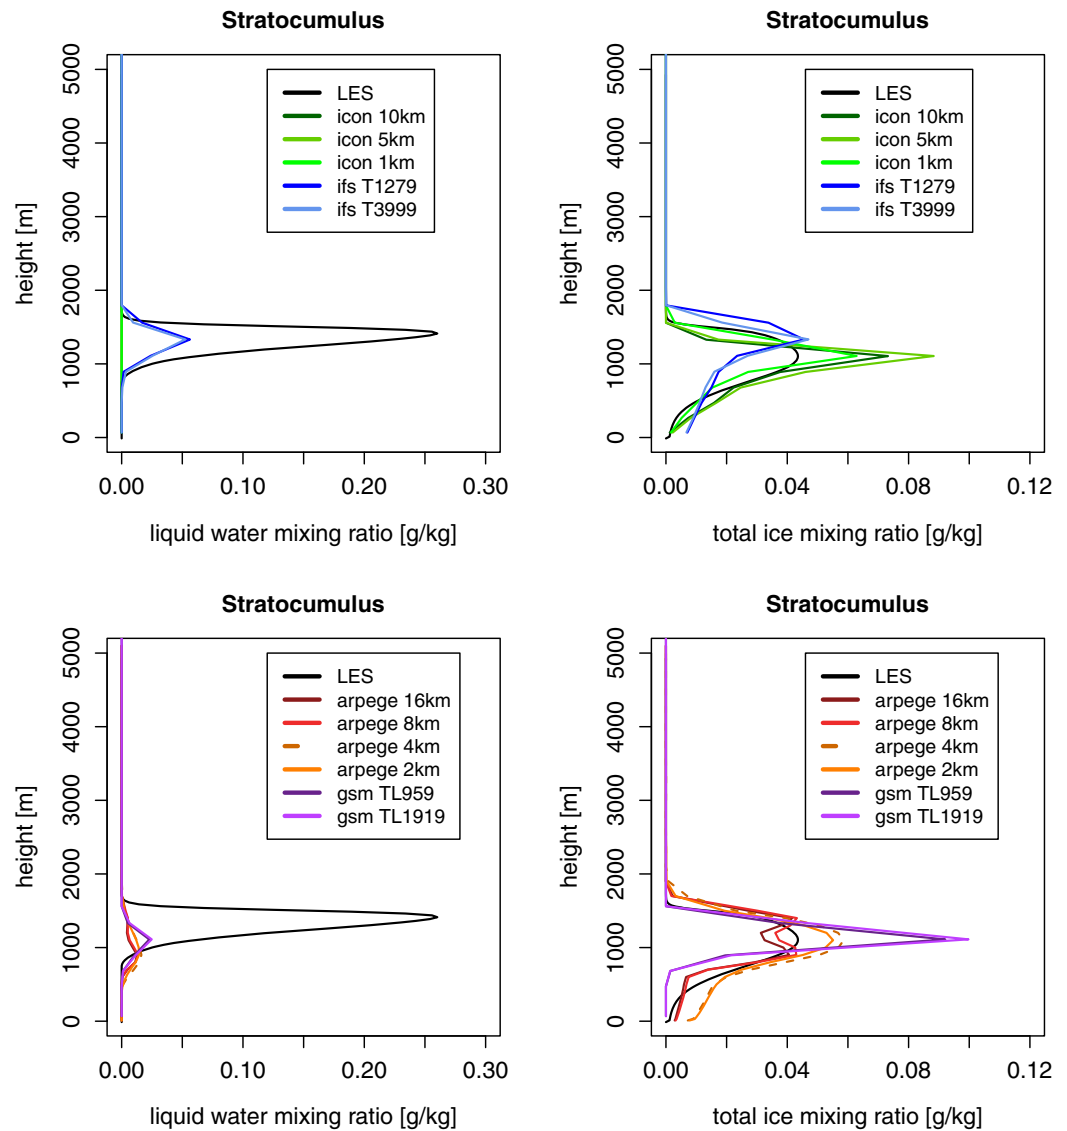 Stratocumulus
LES
icon 10km
icon 5km
icon 1km
ifs T1279
ifs T3999
height [m]
0
1000
2000
3000
4000
5000
0.00
0.10
0.20
0.30
liquid water mixing ratio [g/kg]
Stratocumulus
LES
icon 10km
icon 5km
icon 1km
ifs T1279
ifs T3999
height [m]
0
1000
2000
3000
4000
5000
0.00
0.04
0.08
0.12
total ice mixing ratio [g/kg]
Stratocumulus
LES
arpege 16km
arpege 8km
arpege 4km
arpege 2km
gsm TL959
gsm TL1919
height [m]
0
1000
2000
3000
4000
5000
0.00
0.10
0.20
0.30
liquid water mixing ratio [g/kg]
Stratocumulus
LES
arpege 16km
arpege 8km
arpege 4km
arpege 2km
gsm TL959
gsm TL1919
height [m]
0
1000
2000
3000
4000
5000
0.00
0.04
0.08
0.12
total ice mixing ratio [g/kg]